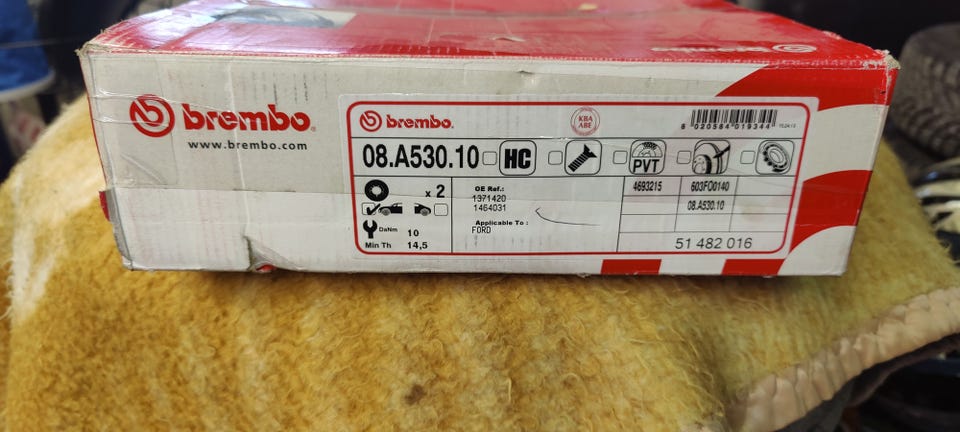 brembo
brembo.
www.brembo.com
brembo.
KBA
ABE
8 020584 019344
08.A530.10
HC
PVT
x 2
DaNm 10
Min Th 14,5
OE Ref.:
1371420
1464031
Applicable To :
FORD
4693215 603FO0140
08.A530.10
51 482 016